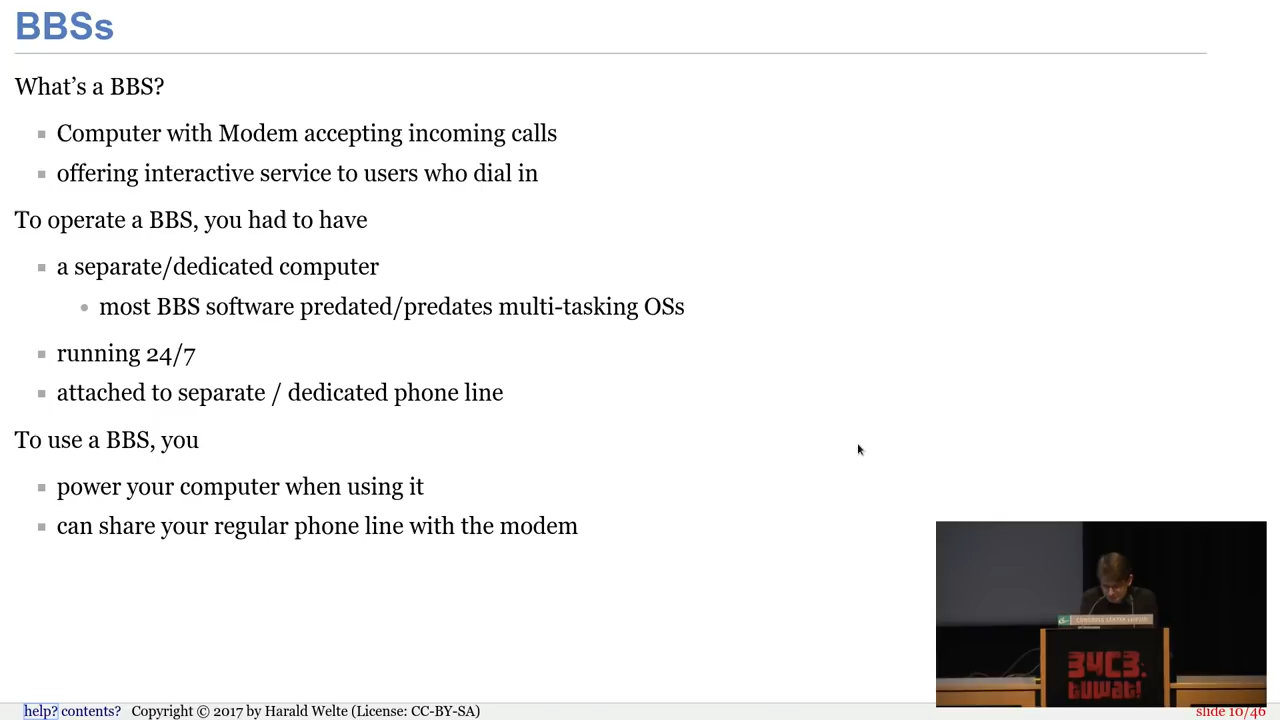 BBSs
What’s a BBS?
Computer with Modem accepting incoming calls
offering interactive service to users who dial in
To operate a BBS, you had to have
a separate/dedicated computer
most BBS software predated/predates multi-tasking OSs
running 24/7
attached to separate / dedicated phone line
To use a BBS, you
power your computer when using it
can share your regular phone line with the modem
34C3.
tuwat!
help? contents? Copyright © 2017 by Harald Welte (License: CC-BY-SA)
slide 10/46